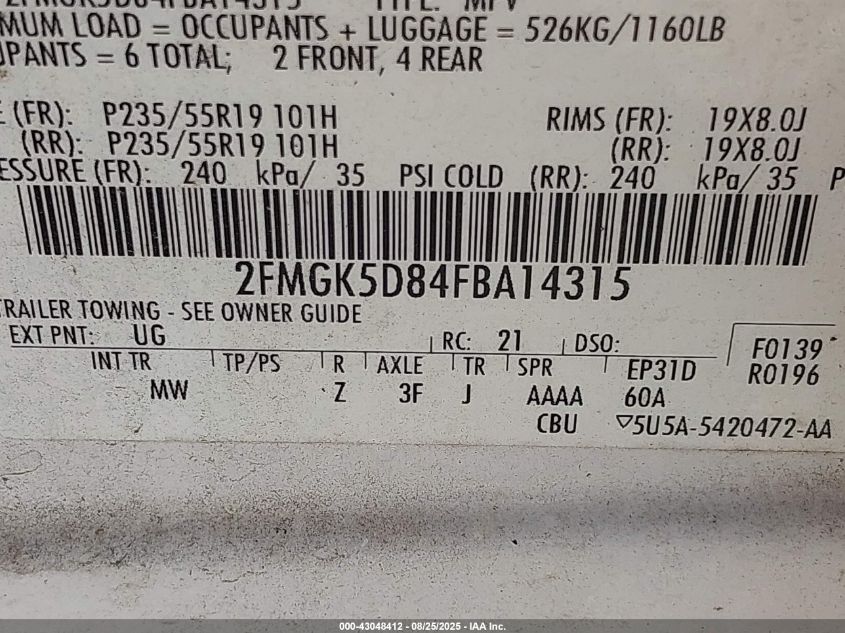 2FMGK5D84FBA14315 TYPE: MPV
MUM LOAD = OCCUPANTS + LUGGAGE = 526KG/1160LB
UPANTS = 6 TOTAL; 2 FRONT, 4 REAR
E (FR): P235/55R19 101H RIMS (FR): 19X8.0J
(RR): P235/55R19 101H (RR): 19X8.0J
ESSURE (FR): 240 kPa/ 35 PSI COLD (RR): 240 kPa/ 35 P
2FMGK5D84FBA14315
TRAILER TOWING - SEE OWNER GUIDE
EXT PNT: UG RC: 21 DSO: F0139
INT TR TP/PS R AXLE TR SPR EP31D R0196
MW Z 3F J AAAA 60A
CBU ▽5U5A-5420472-AA
000-43048412 - 08/25/2025 - IAA Inc.